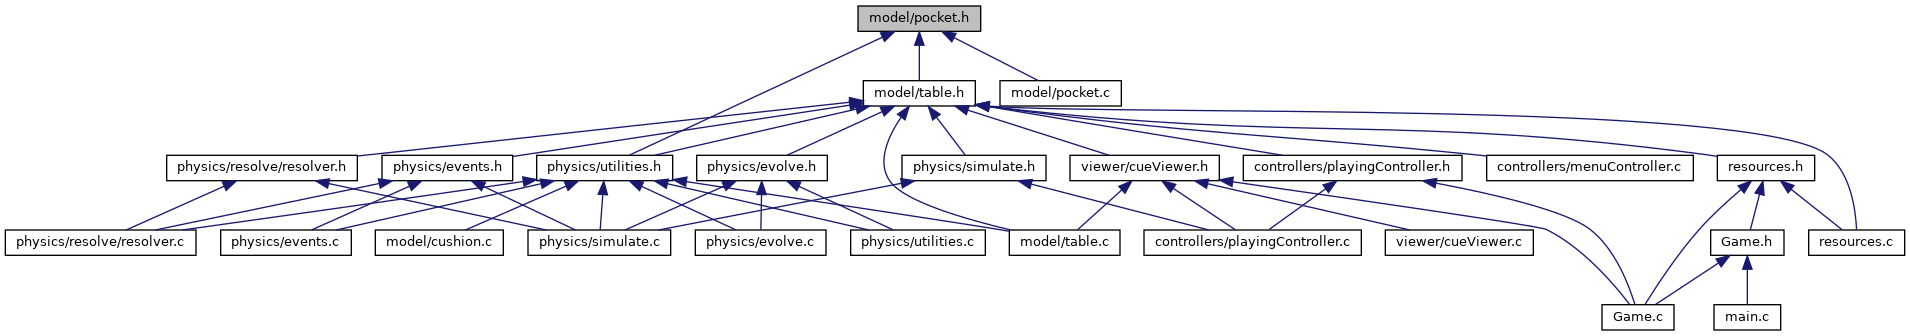 model/pocket.h
model/table.h
model/pocket.c
physics/resolve/resolver.h
physics/events.h
physics/utilities.h
physics/evolve.h
physics/simulate.h
viewer/cueViewer.h
controllers/playingController.h
controllers/menuController.c
resources.h
physics/resolve/resolver.c
physics/events.c
model/cushion.c
physics/simulate.c
physics/evolve.c
physics/utilities.c
model/table.c
controllers/playingController.c
viewer/cueViewer.c
Game.h
resources.c
Game.c
main.c